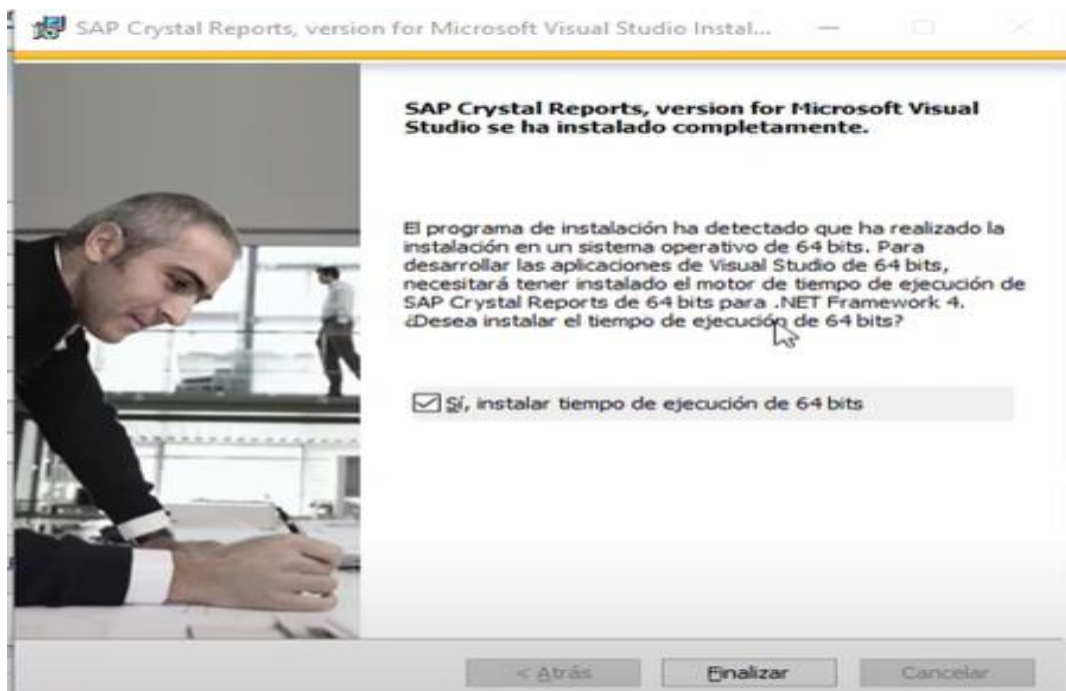 SAP Crystal Reports, version for Microsoft Visual Studio Instal...
SAP Crystal Reports, version for Microsoft Visual
Studio se ha instalado completamente.
El programa de instalación ha detectado que ha realizado la
instalación en un sistema operativo de 64 bits. Para
desarrollar las aplicaciones de Visual Studio de 64 bits,
necesitará tener instalado el motor de tiempo de ejecución de
SAP Crystal Reports de 64 bits para .NET Framework 4.
¿Desea instalar el tiempo de ejecución de 64 bits?
Sí, instalar tiempo de ejecución de 64 bits
< Atrás
Finalizar
Cancelar